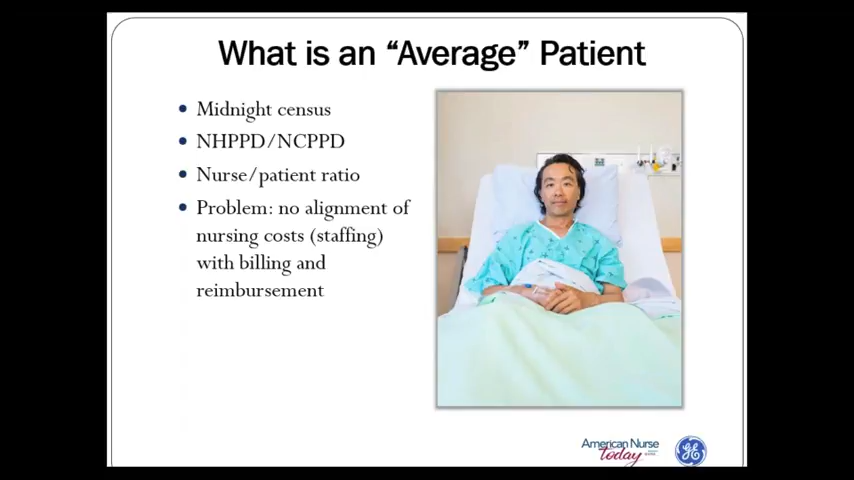 What is an “Average” Patient
• Midnight census
• NHPPD/NCPPD
• Nurse/patient ratio
• Problem: no alignment of
nursing costs (staffing)
with billing and
reimbursement
American Nurse
Today